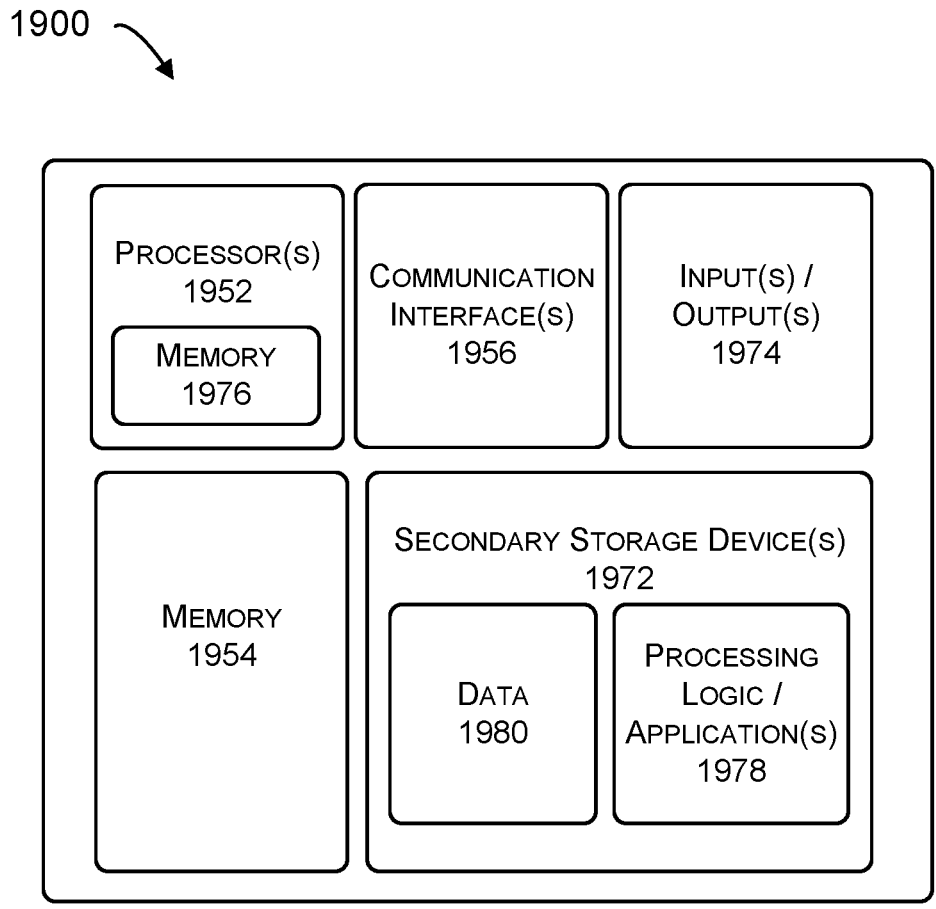 1900
PROCESSOR(S)
1952
MEMORY
1976
COMMUNICATION
INTERFACE(S)
1956
INPUT(S) /
OUTPUT(S)
1974
MEMORY
1954
SECONDARY STORAGE DEVICE(S)
1972
DATA
1980
PROCESSING
LOGIC /
APPLICATION(S)
1978